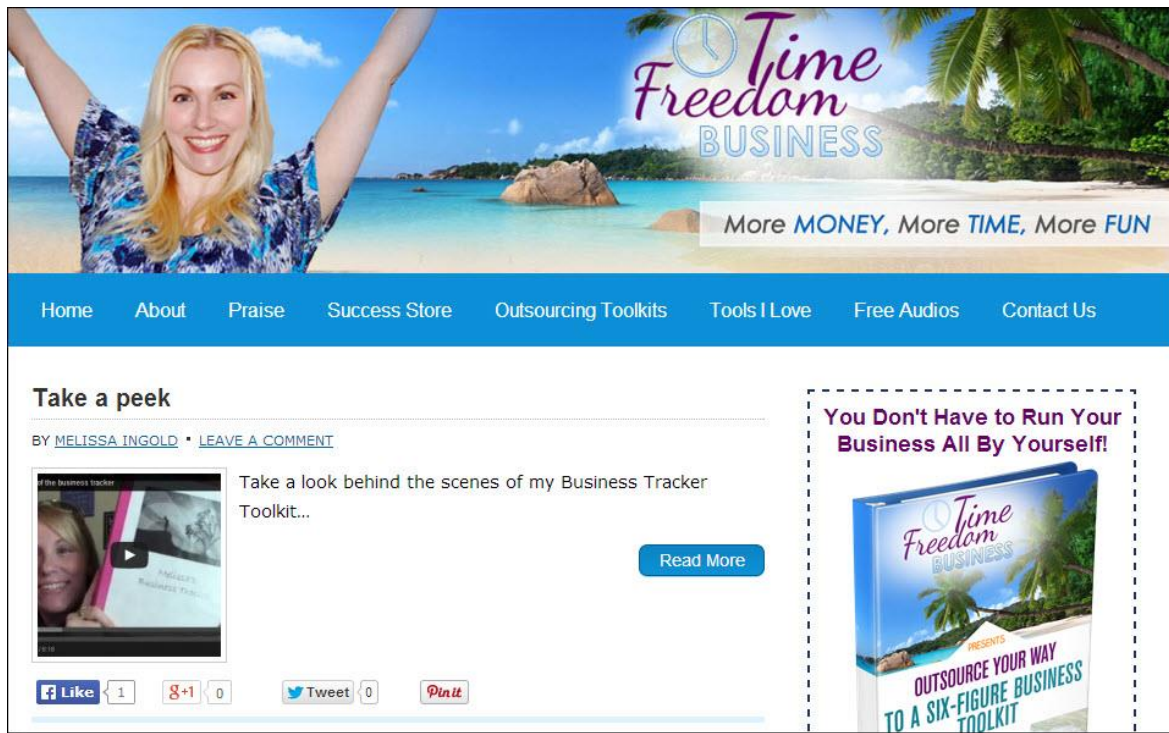 Time
Freedom
BUSINESS
More MONEY, More TIME, More FUN
Home About Praise Success Store Outsourcing Toolkits Tools I Love Free Audios Contact Us
Take a peek
BY MELISSA INGOLD ▪ LEAVE A COMMENT
of the business tracker
Melissa's
Business
Take a look behind the scenes of my Business Tracker
Toolkit...
Read More
Like 1 g+1 0 Tweet 0 Pin it
You Don't Have to Run Your
Business All By Yourself!
Time
Freedom
BUSINESS
PRESENTS
OUTSOURCE YOUR WAY
TO A SIX-FIGURE BUSINESS
TOOLKIT